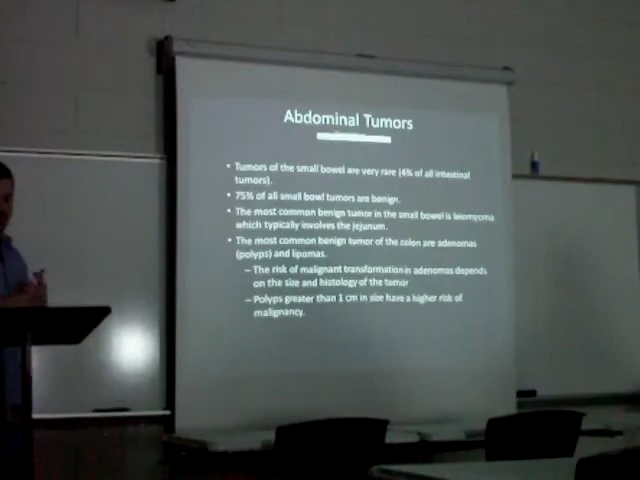 Abdominal Tumors
• Tumors of the small bowel are very rare (4% of all intestinal
tumors).
• 75% of all small bowl tumors are benign.
• The most common benign tumor in the small bowel is leiomyoma
which typically involves the jejunum.
• The most common benign tumor of the colon are adenomas
(polyps) and lipomas.
– The risk of malignant transformation in adenomas depends
on the size and histology of the tumor
– Polyps greater than 1 cm in size have a higher risk of
malignancy.